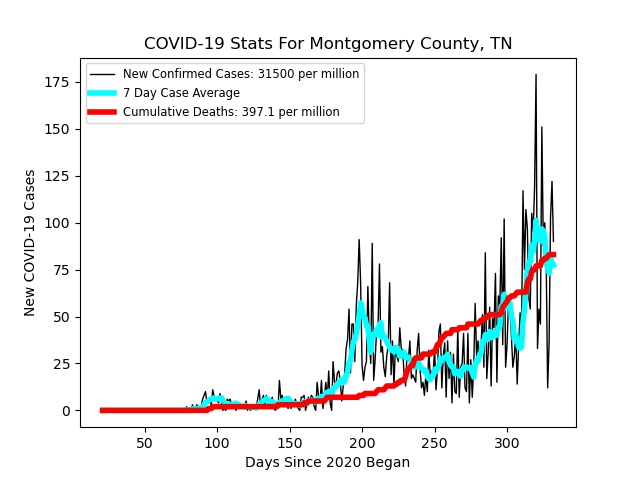 COVID-19 Stats For Montgomery County, TN
New Confirmed Cases: 31500 per million
7 Day Case Average
Cumulative Deaths: 397.1 per million
New COVID-19 Cases
175
150
125
100
75
50
25
0
50 100 150 200 250 300
Days Since 2020 Began